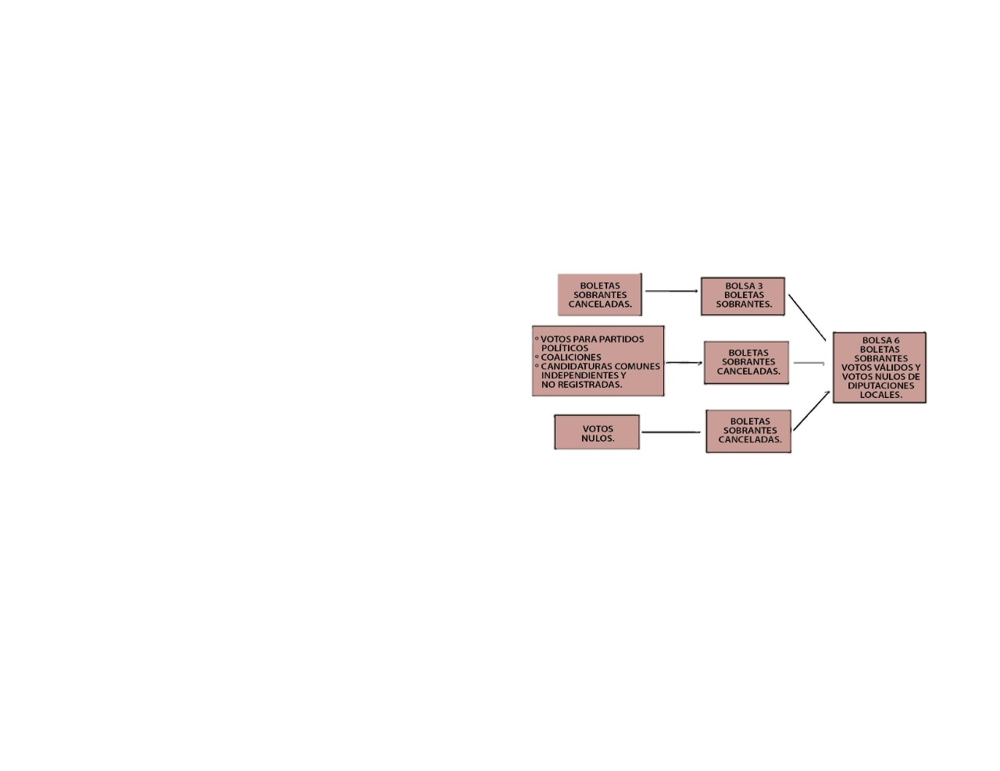 BOLETAS
SOBRANTES
CANCELADAS.
BOLSA 3
BOLETAS
SOBRANTES.
° VOTOS PARA PARTIDOS
POLÍTICOS
° COALICIONES
° CANDIDATURAS COMUNES
INDEPENDIENTES Y
NO REGISTRADAS.
BOLETAS
SOBRANTES
CANCELADAS.
VOTOS
NULOS.
BOLETAS
SOBRANTES
CANCELADAS.
BOLSA 6
BOLETAS
SOBRANTES
VOTOS VÁLIDOS Y
VOTOS NULOS DE
DIPUTACIONES
LOCALES.